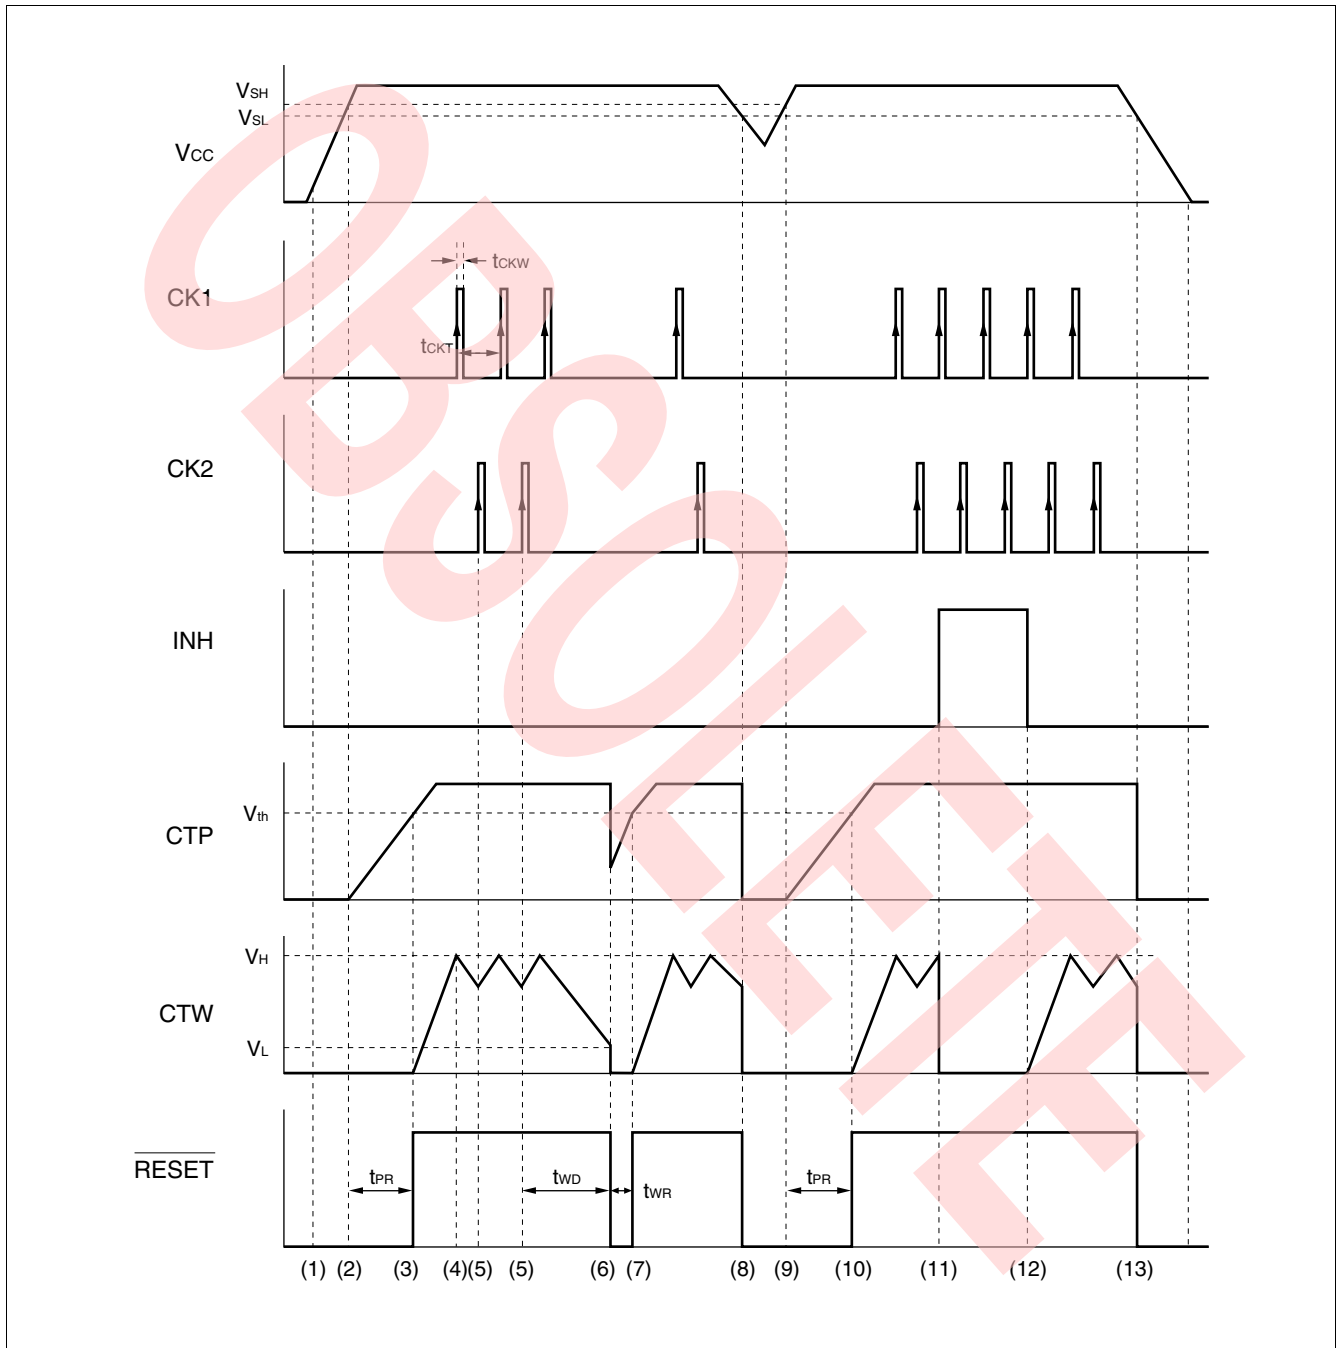 VSH
VSL
VCC
tCKW
CK1
tCKT
CK2
INH
Vth
CTP
VH
CTW
VL
RESET
tPR
tWD
tWR
tPR
(1) (2) (3) (4) (5) (5) (6) (7) (8) (9) (10) (11) (12) (13)
OBSOLETE